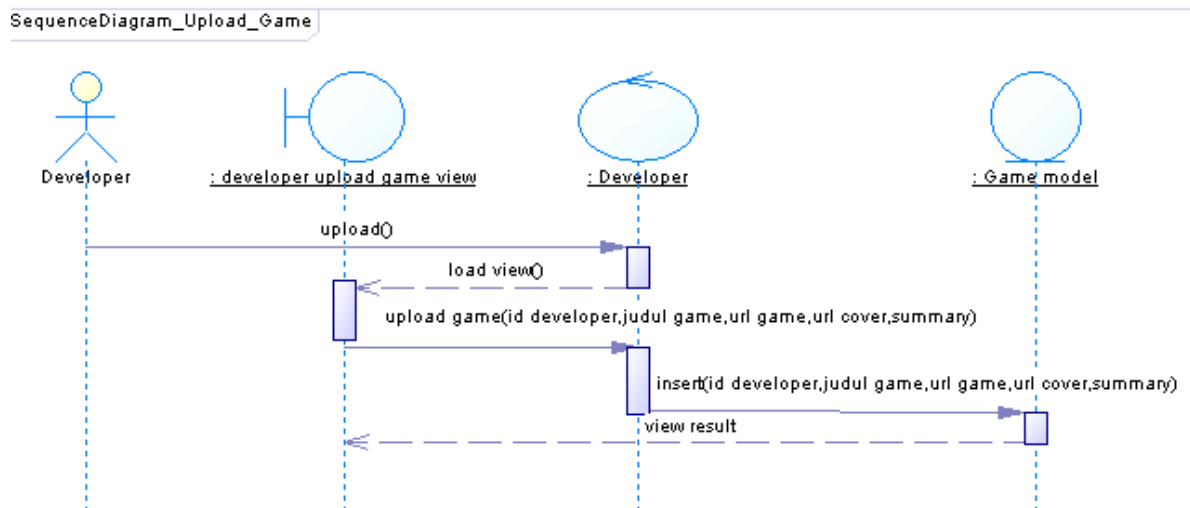 SequenceDiagram_Upload_Game
Developer
: developer upload game view
: Developer
: Game model
upload()
load view()
upload game(id developer,judul game,url game,url cover,summary)
insert(id developer,judul game,url game,url cover,summary)
view result